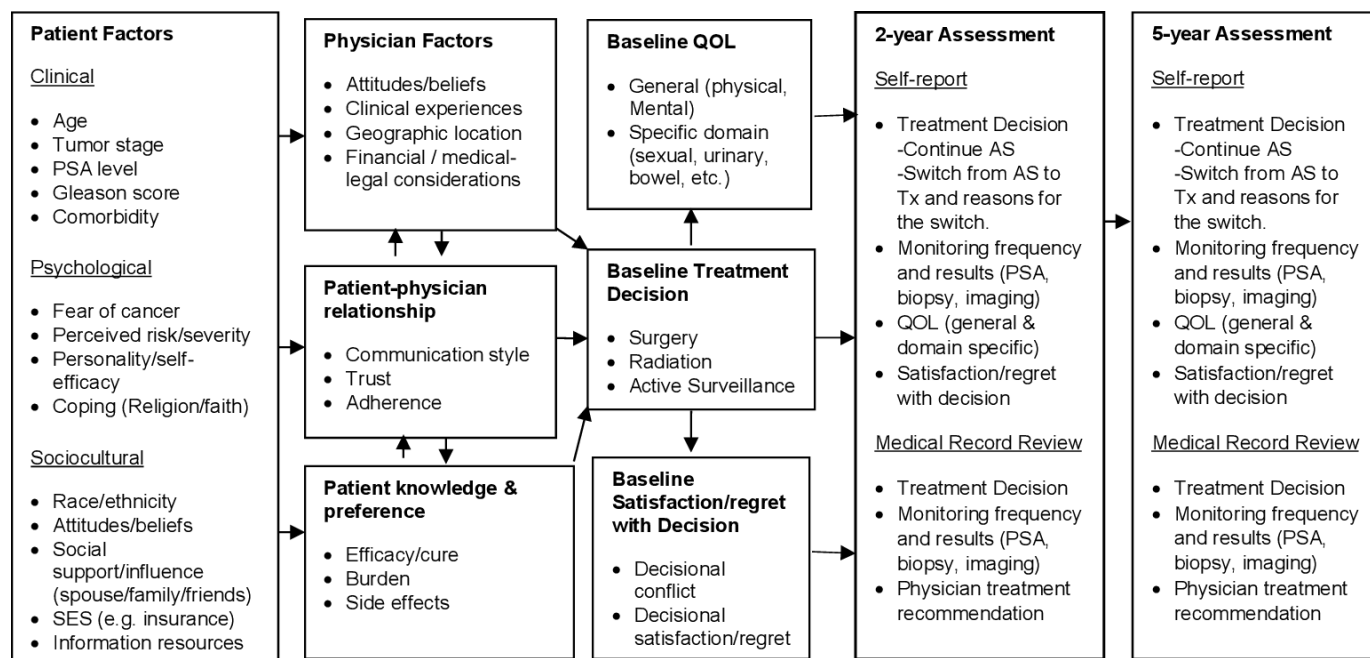 Patient Factors
Clinical
• Age
• Tumor stage
• PSA level
• Gleason score
• Comorbidity
Psychological
• Fear of cancer
• Perceived risk/severity
• Personality/self-
efficacy
• Coping (Religion/faith)
Sociocultural
• Race/ethnicity
• Attitudes/beliefs
• Social
support/influence
(spouse/family/friends)
• SES (e.g. insurance)
• Information resources
Physician Factors
• Attitudes/beliefs
• Clinical experiences
• Geographic location
• Financial / medical-
legal considerations
Patient-physician
relationship
• Communication style
• Trust
• Adherence
Patient knowledge &
preference
• Efficacy/cure
• Burden
• Side effects
Baseline QOL
• General (physical,
Mental)
• Specific domain
(sexual, urinary,
bowel, etc.)
Baseline Treatment
Decision
• Surgery
• Radiation
• Active Surveillance
Baseline
Satisfaction/regret
with Decision
• Decisional
conflict
• Decisional
satisfaction/regret
2-year Assessment
Self-report
• Treatment Decision
-Continue AS
-Switch from AS to
Tx and reasons for
the switch.
• Monitoring frequency
and results (PSA,
biopsy, imaging)
• QOL (general &
domain specific)
• Satisfaction/regret
with decision
Medical Record Review
• Treatment Decision
• Monitoring frequency
and results (PSA,
biopsy, imaging)
• Physician treatment
recommendation
5-year Assessment
Self-report
• Treatment Decision
-Continue AS
-Switch from AS to
Tx and reasons for
the switch.
• Monitoring frequency
and results (PSA,
biopsy, imaging)
• QOL (general &
domain specific)
• Satisfaction/regret
with decision
Medical Record Review
• Treatment Decision
• Monitoring frequency
and results (PSA,
biopsy, imaging)
• Physician treatment
recommendation